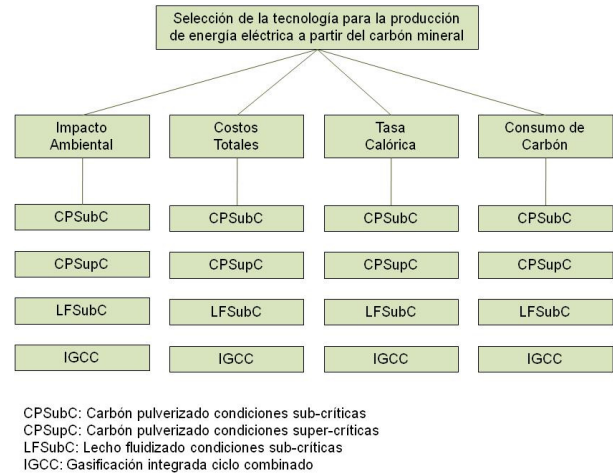 Selección de la tecnología para la producción
de energía eléctrica a partir del carbón mineral
Impacto
Ambiental
Costos
Totales
Tasa
Calórica
Consumo de
Carbón
CPSubC
CPSubC
CPSubC
CPSubC
CPSupC
CPSupC
CPSupC
CPSupC
LFSubC
LFSubC
LFSubC
LFSubC
IGCC
IGCC
IGCC
IGCC
CPSubC: Carbón pulverizado condiciones sub-críticas
CPSupC: Carbón pulverizado condiciones super-críticas
LFSubC: Lecho fluidizado condiciones sub-críticas
IGCC: Gasificación integrada ciclo combinado